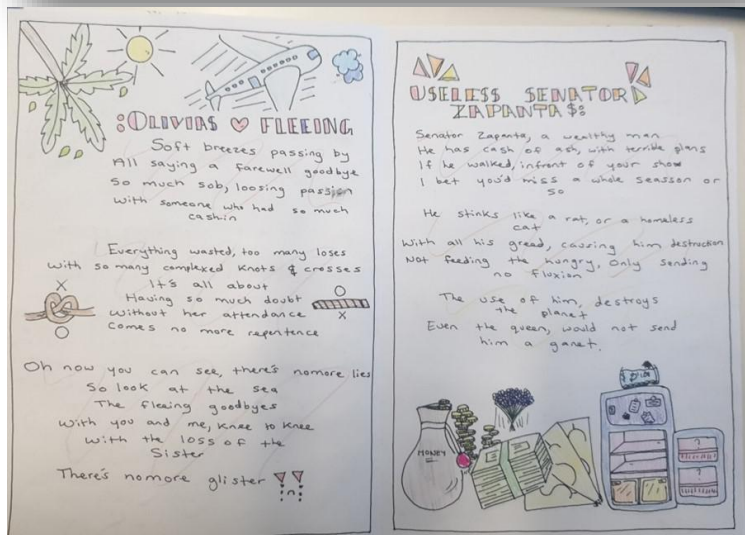 :OLIVIAS FLEEING
Soft breezes passing by
All saying a farewell goodbye
So much sob, loosing passion
With someone who had so much
cashin
Everything wasted, too many loses
With so many complexed knots & crosses
It's all about
Having so much doubt
Without her attendance
Comes no more repentence
Oh now you can see, there's nomore lies
So look at the sea
The fleeing goodbyes
With you and me, knee to knee
With the loss of the
Sister
There's nomore glister
USELESS SENATOR
ZAPANTA $:
Senator Zapanta, a wealthy man
He has cash of ash, with terrible plans
If he walked, infront of your show
I bet you'd miss a whole seasson or
so
He stinks like a rat, or a homeless
cat
With all his gread, causing him destruction
Not feeding the hungry, Only sending
no fluxion
The use of him, destroys
the planet
Even the queen, would not send
him a ganet.
MONEY